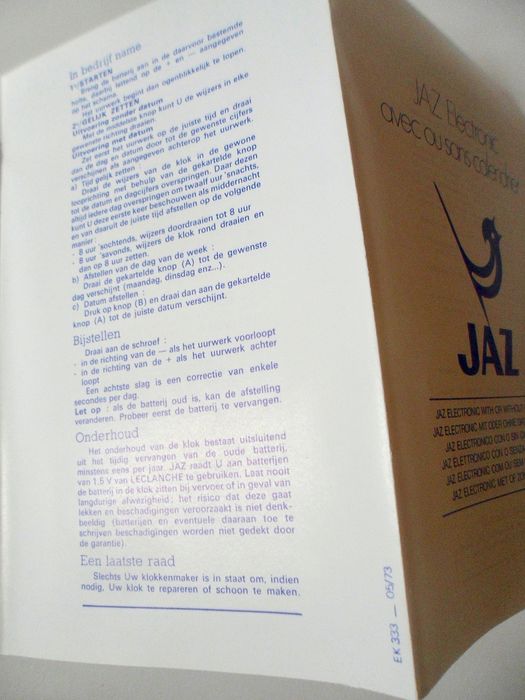 In bedrijf name
1° STARTEN
Breng de batterij aan in de daarvoor bestemde
holte, daarbij lettend op de + en — aangegeven
op het schema.
Het uurwerk begint dan ogenblikkelijk te lopen.
2° GELIJK ZETTEN
Uitvoering zonder datum
Met de middelste knop kunt U de wijzers in elke
gewenste richting draaien.
Uitvoering met datum
Zet eerst het uurwerk op de juiste tijd en draai
dan de dag en datum door tot de gewenste cijfers
verschijnen als aangegeven achterop het uurwerk.
a) Tijd gelijk zetten
Draai de wijzers van de klok in de gewone
looprichting met behulp van de gekartelde knop
tot de datum en dagcijfers overspringen. Daar dezen
altijd iedere dag overspringen om twaalf uur 'snachts,
kunt U deze eerste keer beschouwen als middernacht
en van daaruit de juiste tijd afstellen op de volgende
manier :
- 8 uur 'sochtends, wijzers doordraaien tot 8 uur
- 8 uur 'savonds, wijzers de klok rond draaien en
dan op 8 uur zetten.
b) Afstellen van de dag van de week :
Draai de gekartelde knop (A) tot de gewenste
dag verschijnt (maandag, dinsdag enz...).
c) Datum afstellen :
Druk op knop (B) en draai dan aan de gekartelde
knop (A) tot de juiste datum verschijnt.
Bijstellen
Draai aan de schroef :
- in de richting van de — als het uurwerk voorloopt
- in de richting van de + als het uurwerk achter
loopt
Een achtste slag is een correctie van enkele
secondes per dag.
Let op : als de batterij oud is, kan de afstelling
veranderen. Probeer eerst de batterij te vervangen.
Onderhoud
Het onderhoud van de klok bestaat uitsluitend
uit het tijdig vervangen van de oude batterij,
minstens eens per jaar. JAZ raadt U aan batterijen
van 1,5 V van LECLANCHE te gebruiken. Laat nooit
de batterij in de klok zitten bij vervoer of in geval van
langdurige afwezigheid ; het risico dat deze gaat
lekken en beschadigingen veroorzaakt is niet denk-
beeldig (batterijen en eventuele daaraan toe te
schrijven beschadigingen worden niet gedekt door
de garantie).
Een laatste raad
Slechts Uw klokkenmaker is in staat om, indien
nodig, Uw klok te repareren of schoon te maken.
EK 333 — 05/73
JAZ Electronic
avec ou sans calendrier
JAZ
JAZ ELECTRONIC WITH OR WITHOUT
JAZ ELECTRONIC MIT ODER OHNE
JAZ ELECTRONICO CON O SIN
JAZ ELETTRONICO CON O SENZA
JAZ ELECTRONIC COM OU SEM
JAZ ELECTRONIC MET OF